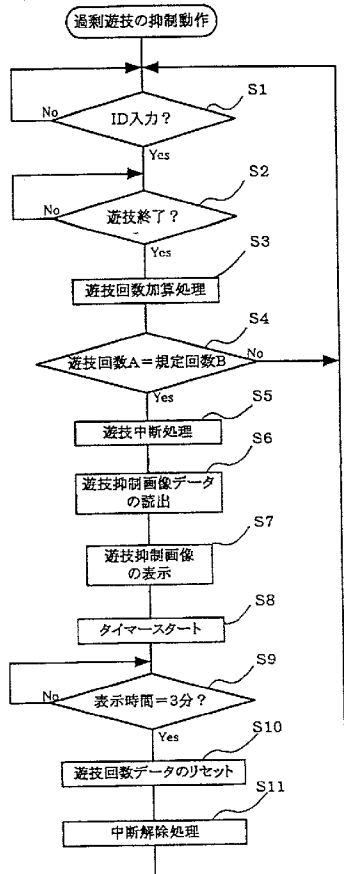 過剰遊技の抑制動作
S1
No
ID入力？
Yes
S2
No
遊技終了？
Yes
S3
遊技回数加算処理
S4
遊技回数A＝規定回数B
No
Yes
S5
遊技中断処理
S6
遊技抑制画像データ
の読出
S7
遊技抑制画像
の表示
S8
タイマースタート
S9
No
表示時間＝3分？
Yes
S10
遊技回数データのリセット
S11
中断解除処理